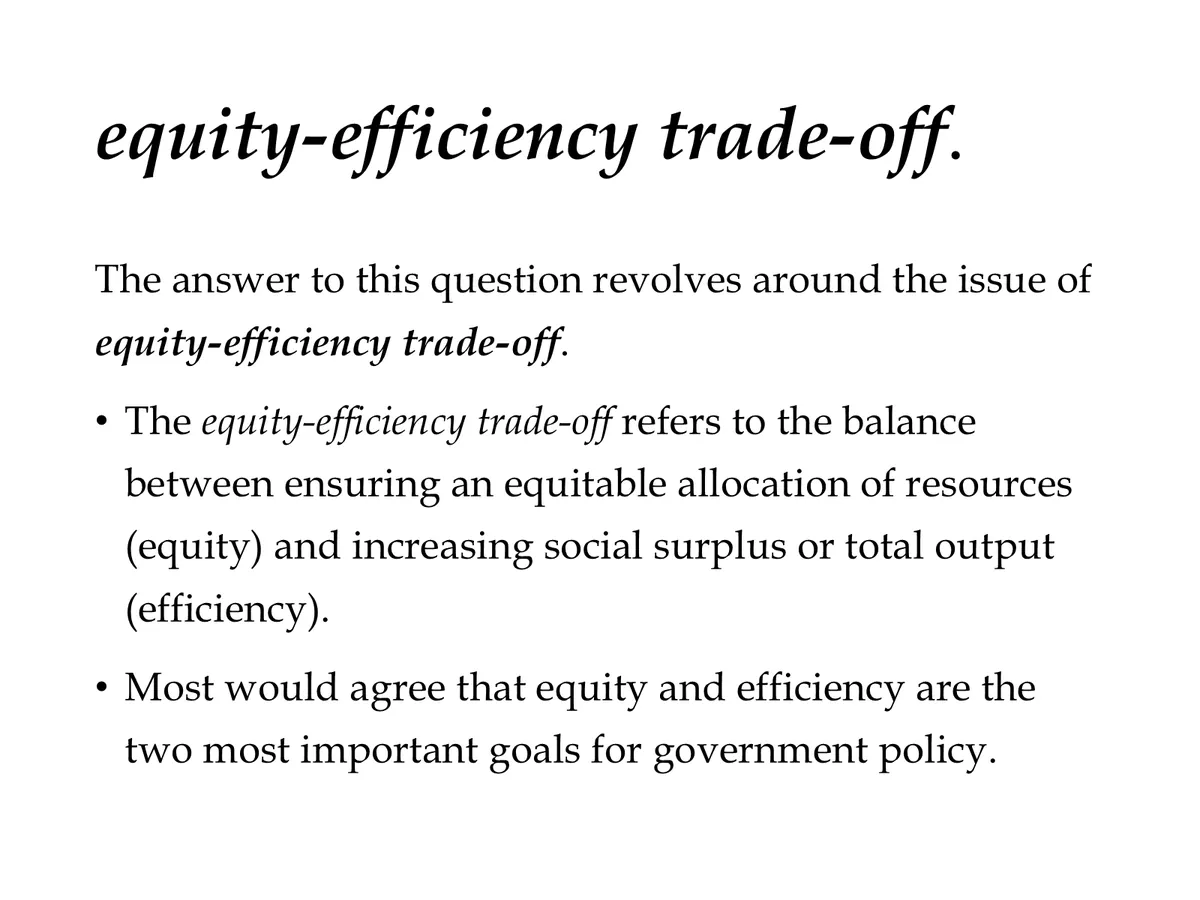 equity-efficiency trade-off.
The answer to this question revolves around the issue of
equity-efficiency trade-off.
• The equity-efficiency trade-off refers to the balance
between ensuring an equitable allocation of resources
(equity) and increasing social surplus or total output
(efficiency).
• Most would agree that equity and efficiency are the
two most important goals for government policy.